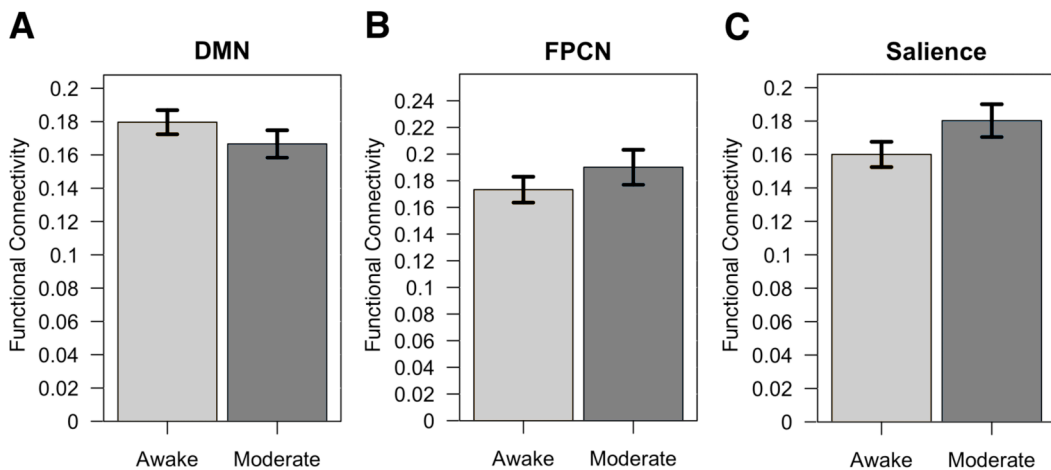 A
DMN
Functional Connectivity
0.2
0.18
0.16
0.14
0.12
0.1
0.08
0.06
0.04
0.02
0
Awake
Moderate
B
FPCN
Functional Connectivity
0.24
0.22
0.2
0.18
0.16
0.14
0.12
0.1
0.08
0.06
0.04
0.02
0
Awake
Moderate
C
Salience
Functional Connectivity
0.2
0.18
0.16
0.14
0.12
0.1
0.08
0.06
0.04
0.02
0
Awake
Moderate